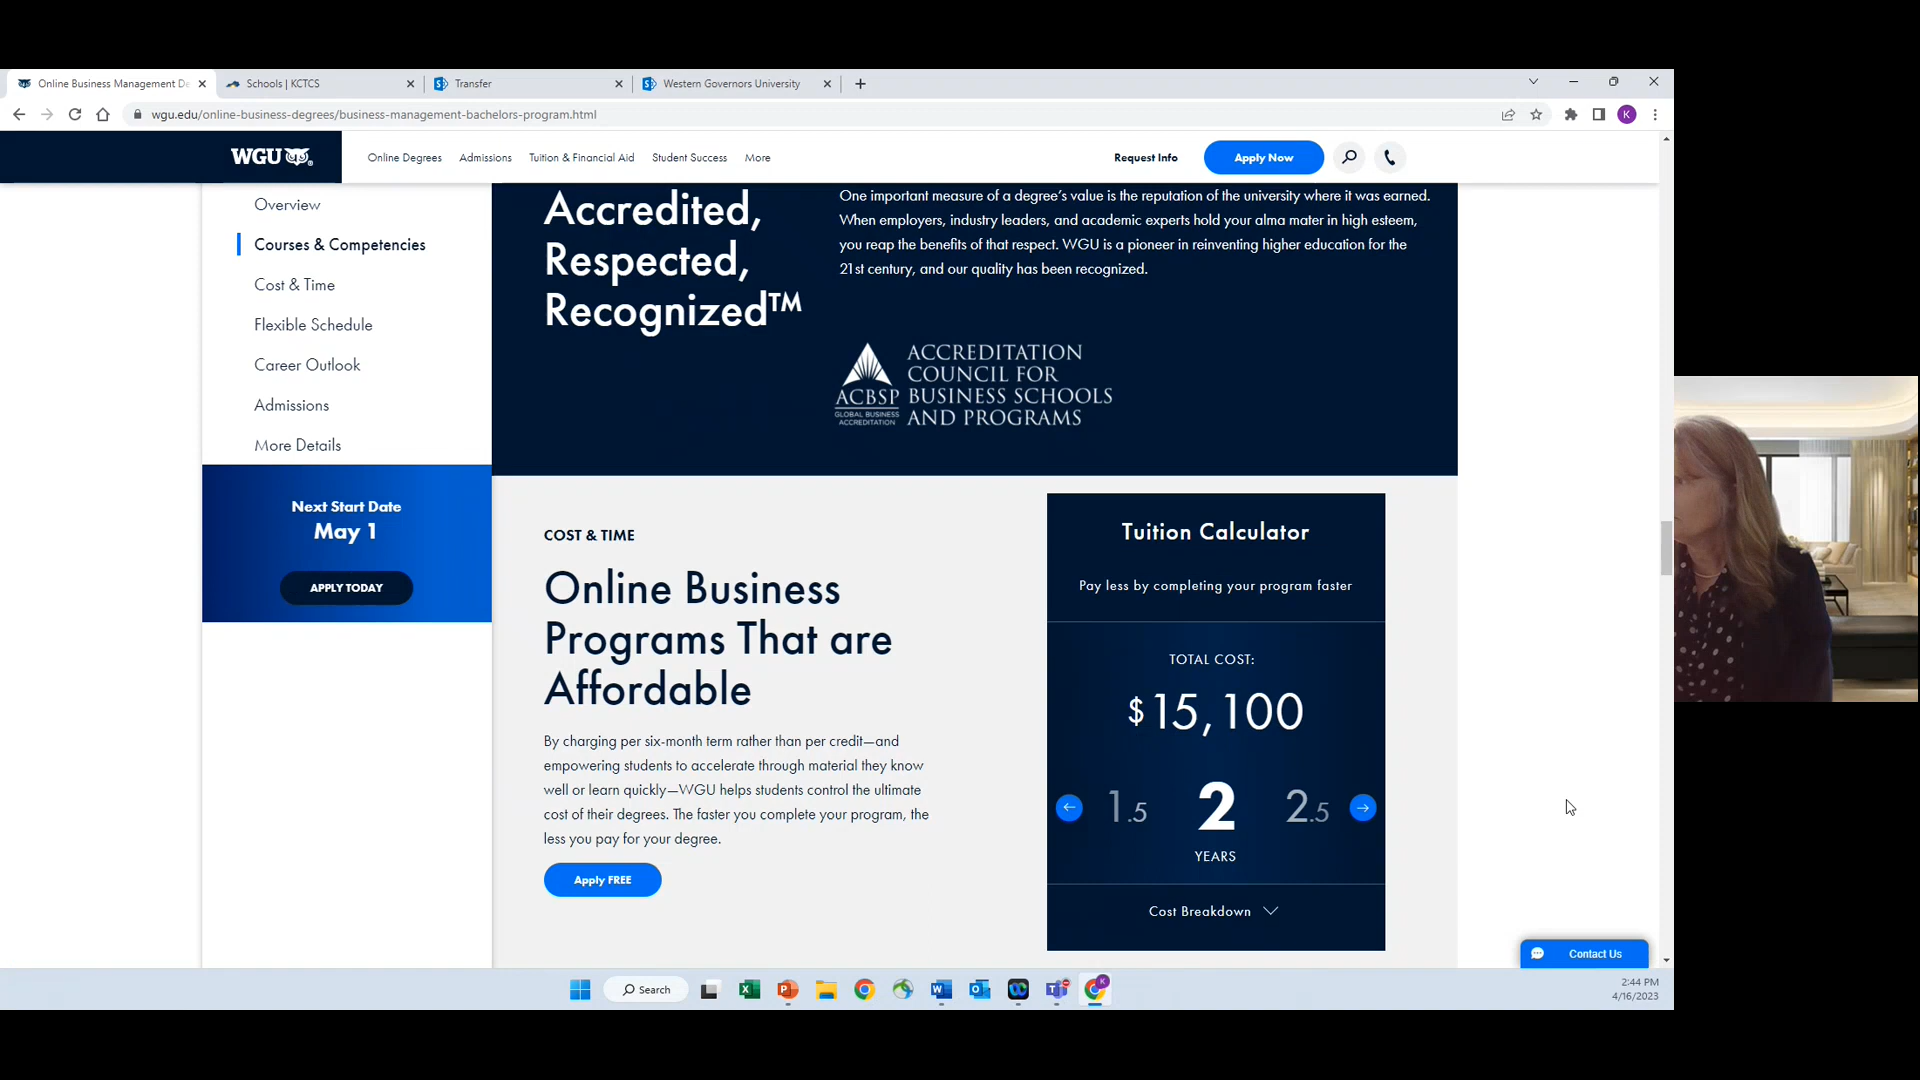 Online Business Management De
Schools | KCTCS
Transfer
Western Governors University
wgu.edu/online-business-degrees/business-management-bachelors-program.html
K
WGU
Online Degrees
Admissions
Tuition & Financial Aid
Student Success
More
Request Info
Apply Now
Overview
Courses & Competencies
Cost & Time
Flexible Schedule
Career Outlook
Admissions
More Details
Next Start Date
May 1
APPLY TODAY
Accredited,
Respected,
Recognized™
One important measure of a degree’s value is the reputation of the university where it was earned.
When employers, industry leaders, and academic experts hold your alma mater in high esteem,
you reap the benefits of that respect. WGU is a pioneer in reinventing higher education for the
21st century, and our quality has been recognized.
ACBSP
GLOBAL BUSINESS
ACCREDITATION
ACCREDITATION
COUNCIL FOR
BUSINESS SCHOOLS
AND PROGRAMS
COST & TIME
Online Business
Programs That are
Affordable
By charging per six-month term rather than per credit—and
empowering students to accelerate through material they know
well or learn quickly—WGU helps students control the ultimate
cost of their degrees. The faster you complete your program, the
less you pay for your degree.
Apply FREE
Tuition Calculator
Pay less by completing your program faster
TOTAL COST:
$15,100
1.5 2 2.5
YEARS
Cost Breakdown
Contact Us
Search
K
2:44 PM
4/16/2023